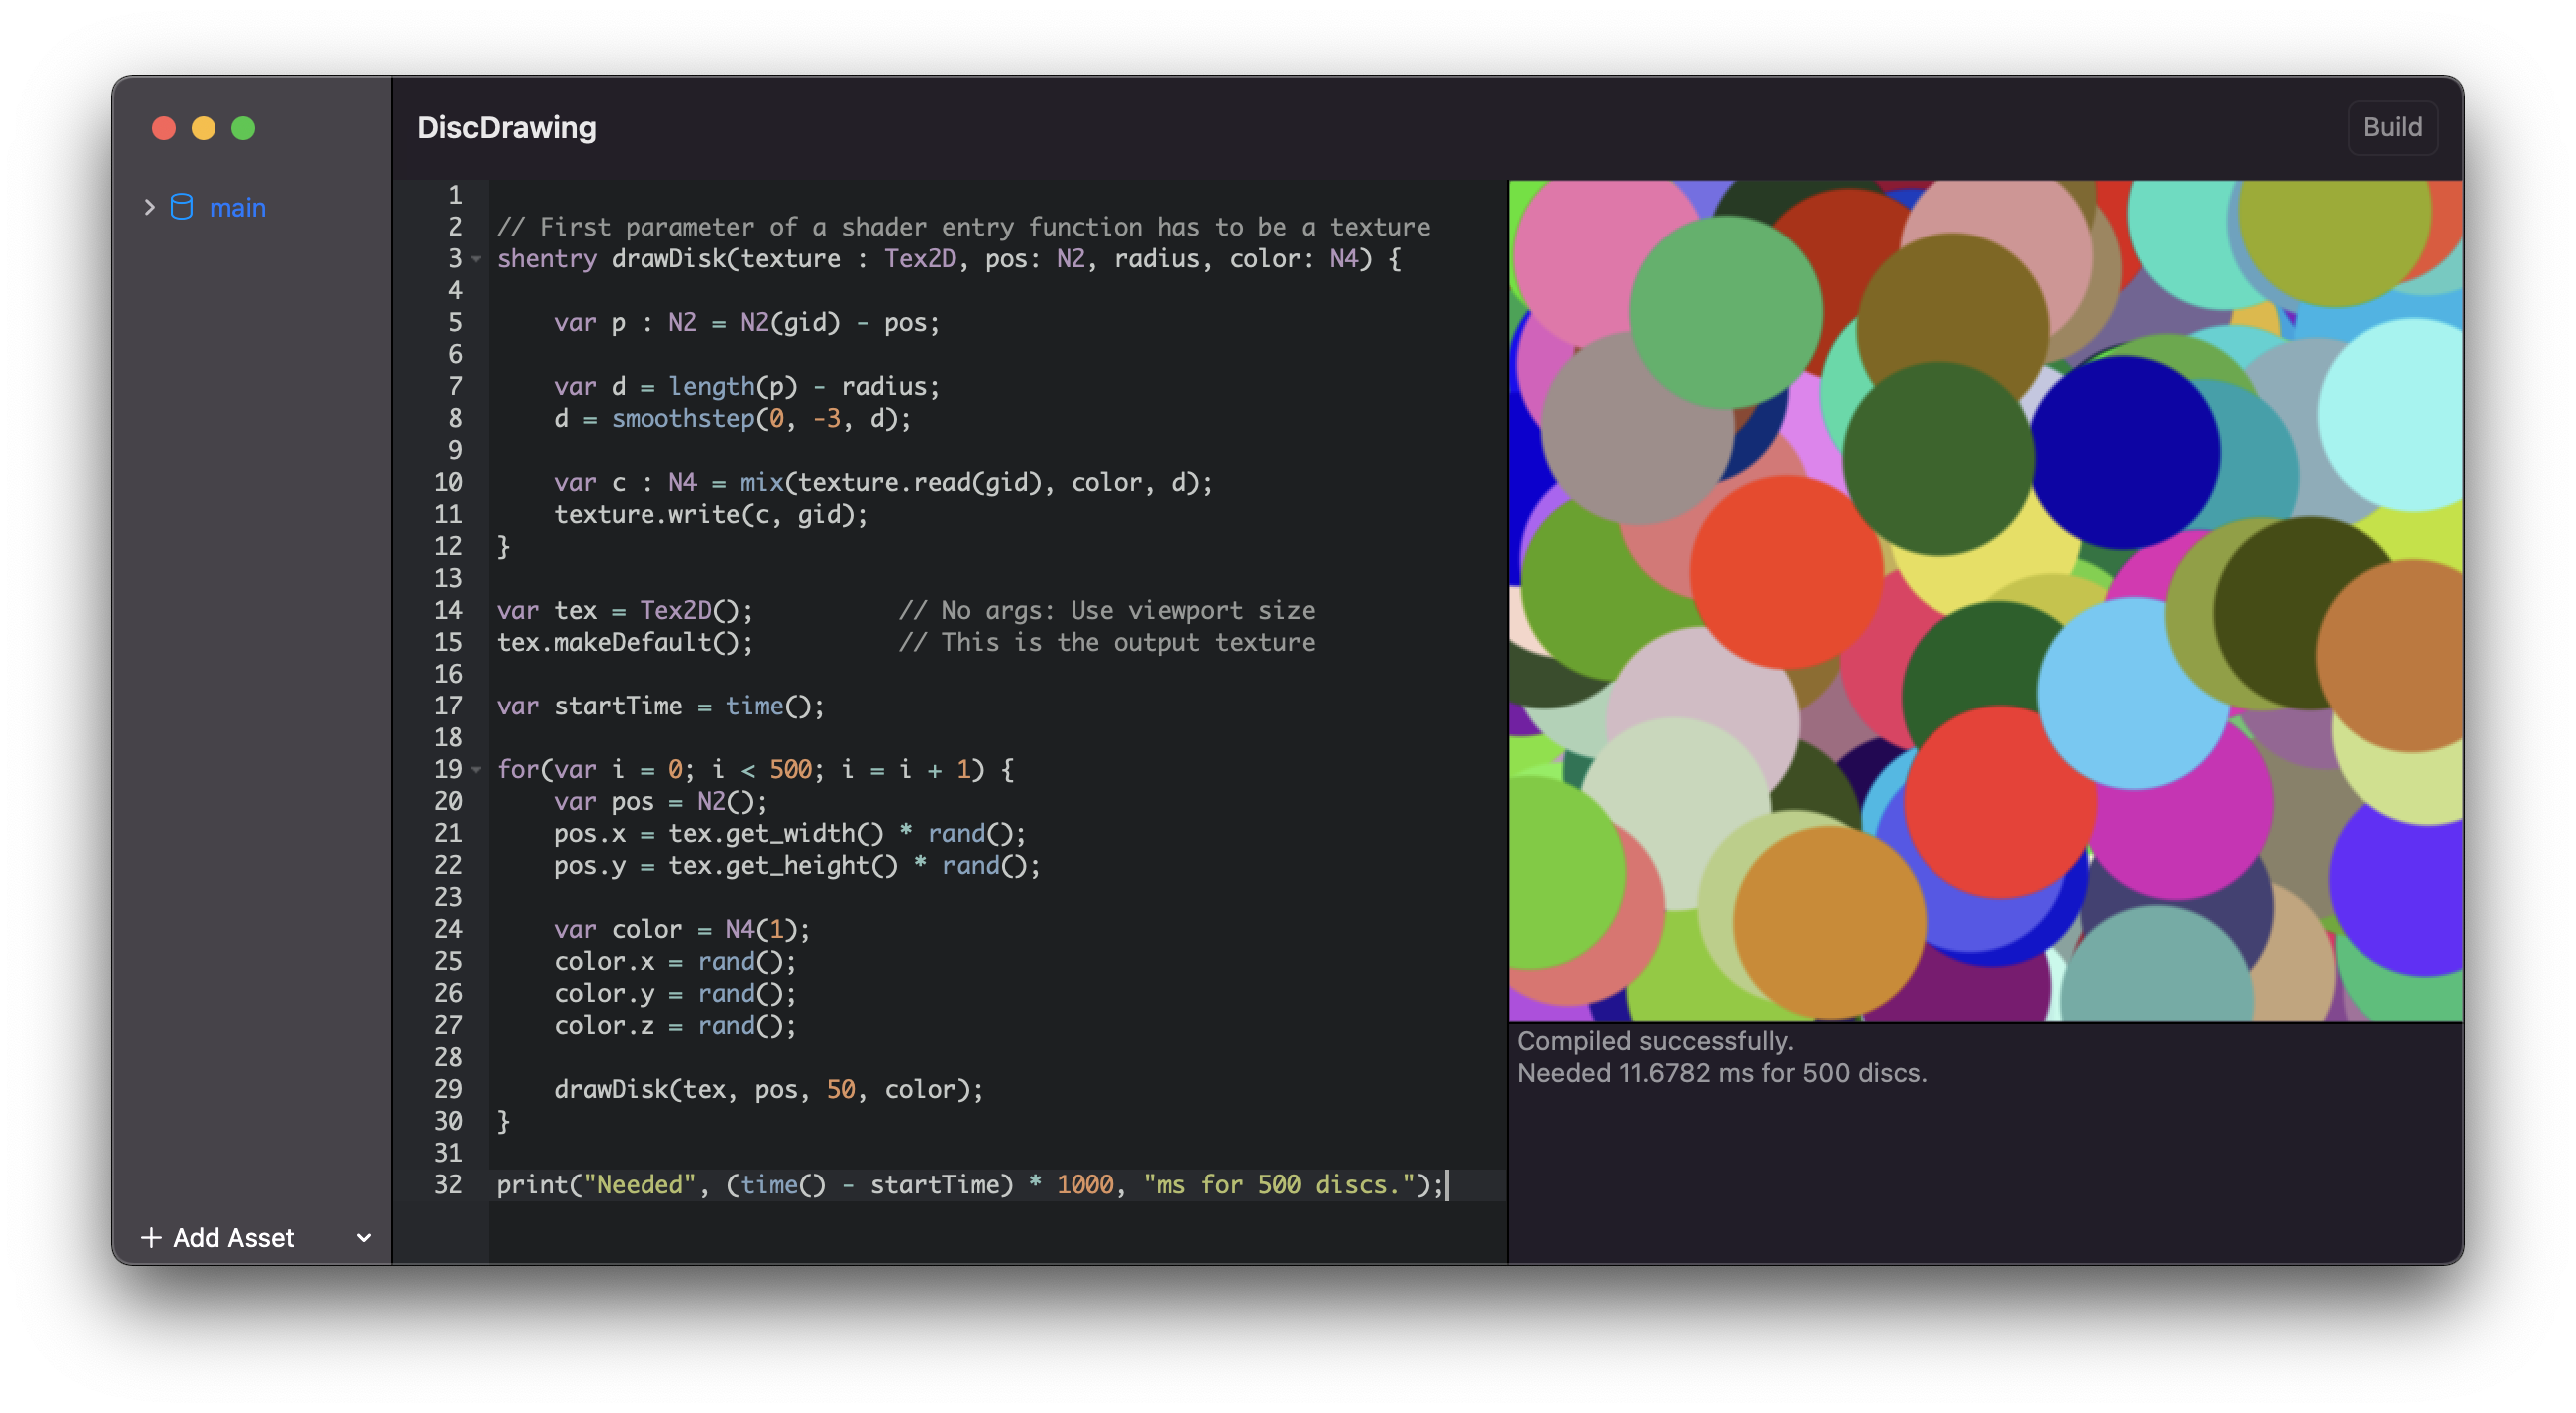 DiscDrawing
Build
main
1
2 // First parameter of a shader entry function has to be a texture
3 shentry drawDisk(texture : Tex2D, pos: N2, radius, color: N4) {
4
5     var p : N2 = N2(gid) - pos;
6
7     var d = length(p) - radius;
8     d = smoothstep(0, -3, d);
9
10     var c : N4 = mix(texture.read(gid), color, d);
11     texture.write(c, gid);
12 }
13
14 var tex = Tex2D();          // No args: Use viewport size
15 tex.makeDefault();          // This is the output texture
16
17 var startTime = time();
18
19 for(var i = 0; i < 500; i = i + 1) {
20     var pos = N2();
21     pos.x = tex.get_width() * rand();
22     pos.y = tex.get_height() * rand();
23
24     var color = N4(1);
25     color.x = rand();
26     color.y = rand();
27     color.z = rand();
28
29     drawDisk(tex, pos, 50, color);
30 }
31
32 print("Needed", (time() - startTime) * 1000, "ms for 500 discs.");
Compiled successfully.
Needed 11.6782 ms for 500 discs.
+ Add Asset